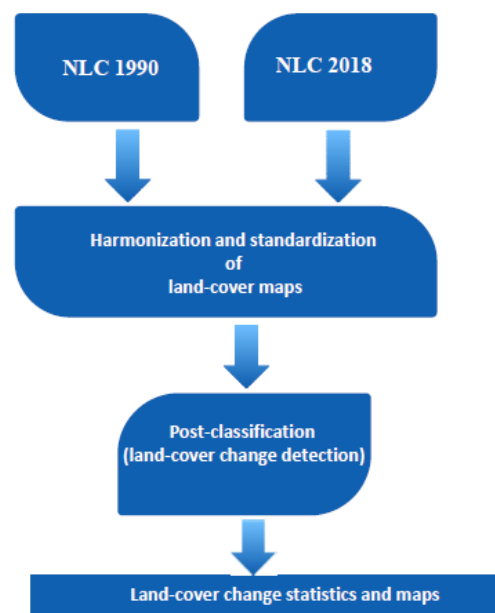 NLC 1990
NLC 2018
Harmonization and standardization
of
land-cover maps
Post-classification
(land-cover change detection)
Land-cover change statistics and maps